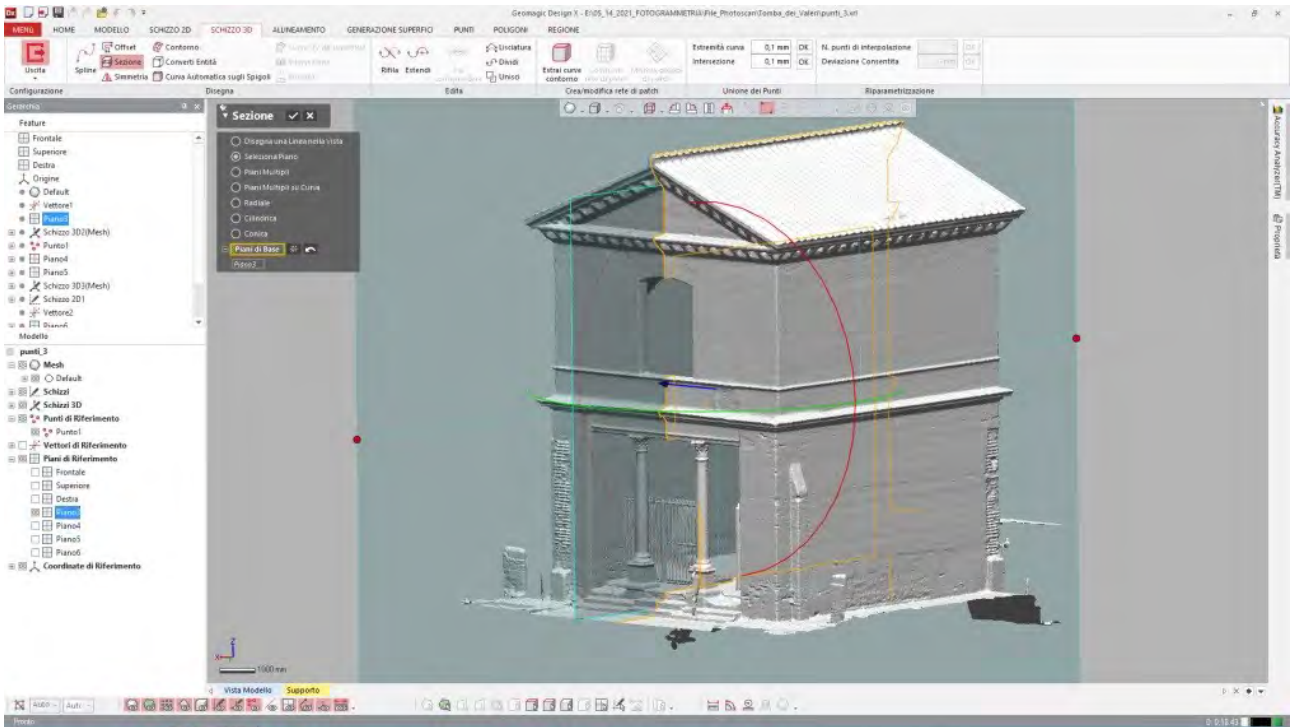 Geomagic Design X - E:\05_14_2021_FOTOGRAMMETRIA\File_Photoscan\Tomba_dei_Valeri\punti_3.xrl
MENU HOME MODELLO SCHIZZO 2D SCHIZZO 3D ALLINEAMENTO GENERAZIONE SUPERFICI PUNTI POLIGONI REGIONE
Offset Contorno Lisciatura Estremità curva 0,1 mm OK N. punti di interpolazione
Sezione Converti Entità Dividi Intersezione 0,1 mm OK Deviazione Consentita
Uscita Spline Simmetria Curva Automatica sugli Spigoli Rifila Estendi Unisci Estrai curve contorno
Configurazione Disegna Edita Crea/modifica rete di patch Unione dei Punti Riparametrizzazione
Gerarchia
Feature
Frontale
Superiore
Destra
Origine
Default
Vettore1
Piano3
Schizzo 3D2(Mesh)
Punto1
Piano4
Piano5
Schizzo 3D3(Mesh)
Schizzo 2D1
Vettore2
Piano6
Sezione
Disegna una Linea nella vista
Seleziona Piano
Piani Multipli
Piani Multipli su Curva
Radiale
Cilindrica
Conica
Piani di Base
Piano3
Modello
punti_3
Mesh
Default
Schizzi
Schizzi 3D
Punti di Riferimento
Punto1
Vettori di Riferimento
Piani di Riferimento
Frontale
Superiore
Destra
Piano3
Piano4
Piano5
Piano6
Coordinate di Riferimento
Accuracy Analyzer(TM)
Proprietà
Z
X
1000 mm
Vista Modello Supporto
Auto Auto
Pronto